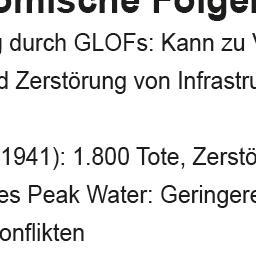 omische Folgen
g durch GLOFs: Kann zu
d Zerstörung von Infrastru
1941): 1.800 Tote, Zerstö
es Peak Water: Geringere
onflikten